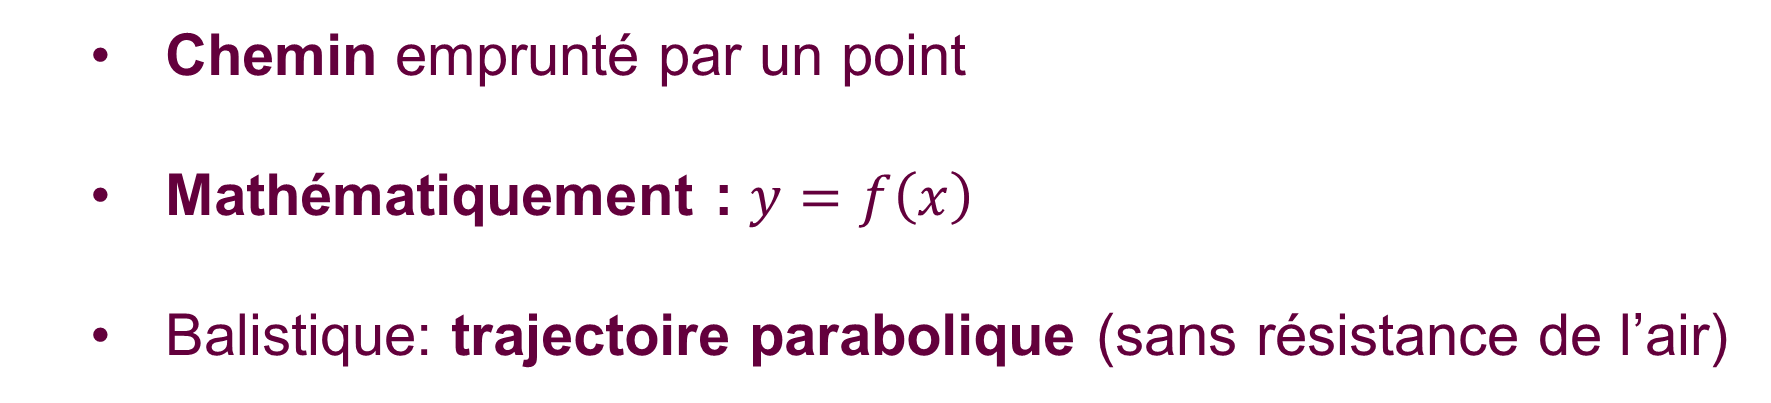 • Chemin emprunté par un point
• Mathématiquement : y = f(x)
• Balistique: trajectoire parabolique (sans résistance de l’air)